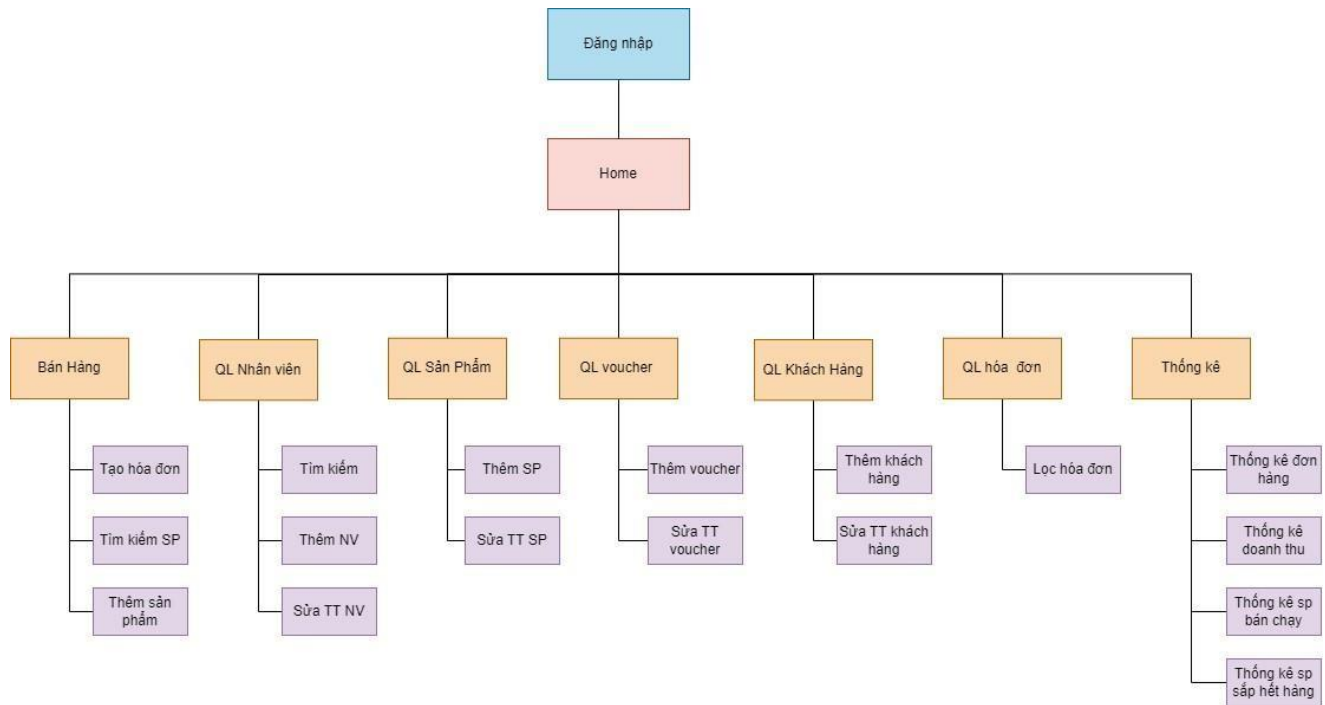 Đăng nhập
Home
Bán Hàng
QL Nhân viên
QL Sản Phẩm
QL voucher
QL Khách Hàng
QL hóa đơn
Thống kê
Tạo hóa đơn
Tìm kiếm SP
Thêm sản
phẩm
Tìm kiếm
Thêm NV
Sửa TT NV
Thêm SP
Sửa TT SP
Thêm voucher
Sửa TT
voucher
Thêm khách
hàng
Sửa TT khách
hàng
Lọc hóa đơn
Thống kê đơn
hàng
Thống kê
doanh thu
Thống kê sp
bán chạy
Thống kê sp
sắp hết hàng